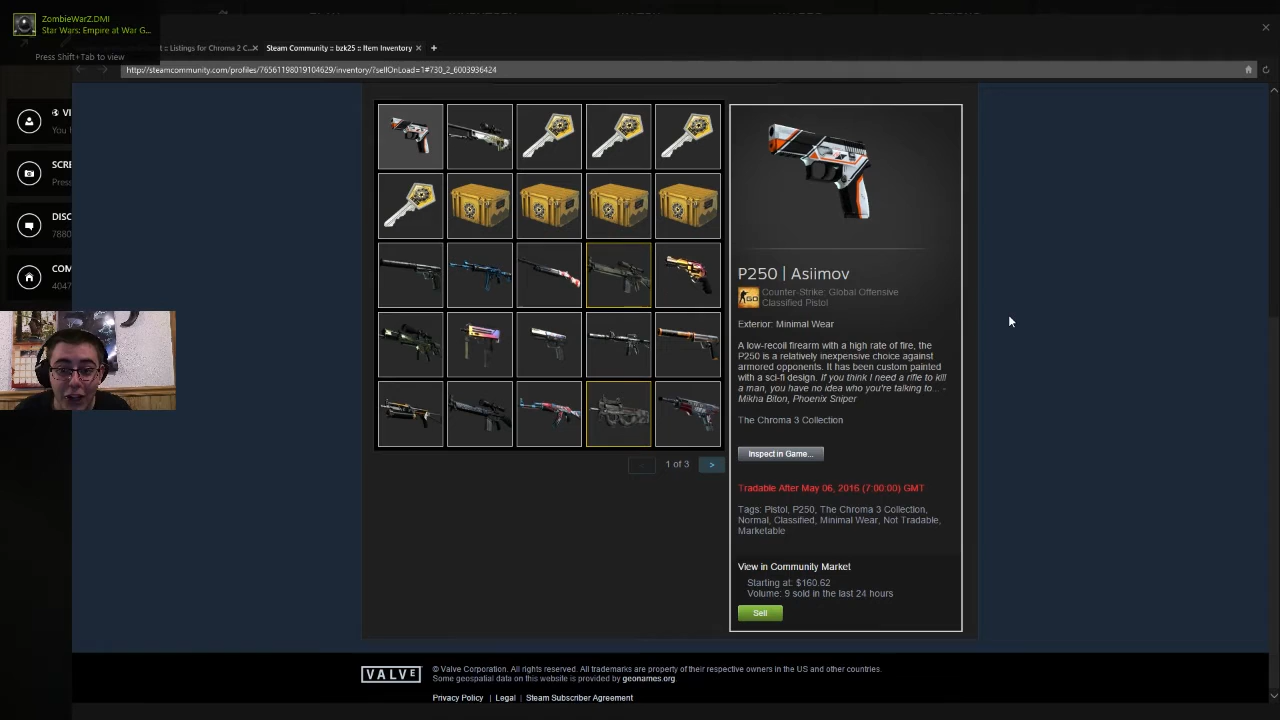 ZombieWarZ.DMI
Star Wars: Empire at War G...
Press Shift+Tab to view
:: Listings for Chroma 2 C...
Steam Community :: bzk25 :: Item Inventory
http://steamcommunity.com/profiles/76561198019104629/inventory/?sellOnLoad=1#730_2_6003936424
VI
You
SCRE
Pres
DISC
7880
COM
4047
P250 | Asiimov
Counter-Strike: Global Offensive
Classified Pistol
Exterior: Minimal Wear
A low-recoil firearm with a high rate of fire, the
P250 is a relatively inexpensive choice against
armored opponents. It has been custom painted
with a sci-fi design. If you think I need a rifle to kill
a man, you have no idea who you're talking to... -
Mikha Biton, Phoenix Sniper
The Chroma 3 Collection
Inspect in Game...
Tradable After May 06, 2016 (7:00:00) GMT
Tags: Pistol, P250, The Chroma 3 Collection,
Normal, Classified, Minimal Wear, Not Tradable,
Marketable
View in Community Market
Starting at: $160.62
Volume: 9 sold in the last 24 hours
Sell
1 of 3 >
VALVE
© Valve Corporation. All rights reserved. All trademarks are property of their respective owners in the US and other countries.
Some geospatial data on this website is provided by geonames.org.
Privacy Policy | Legal | Steam Subscriber Agreement